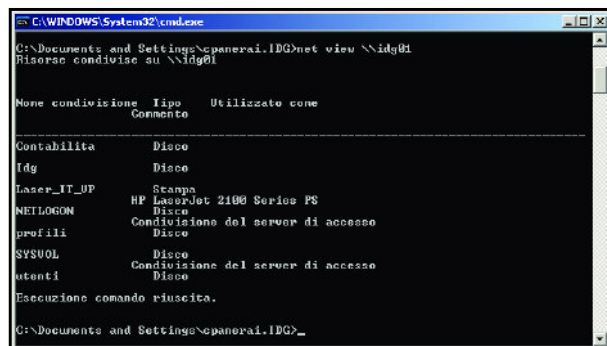 C:\WINDOWS\System32\cmd.exe
C:\Documents and Settings\cpanerai.IDG>net view \\idg01
Risorse condivise su \\idg01
Nome condivisione Tipo Utilizzato come
Commento
Contabilita Disco
Idg Disco
Laser_IT_UP Stampa
HP LaserJet 2100 Series PS
NETLOGON Disco
Condivisione del server di accesso
profili Disco
SYSVOL Disco
Condivisione del server di accesso
utenti Disco
Esecuzione comando riuscita.
C:\Documents and Settings\cpanerai.IDG>_